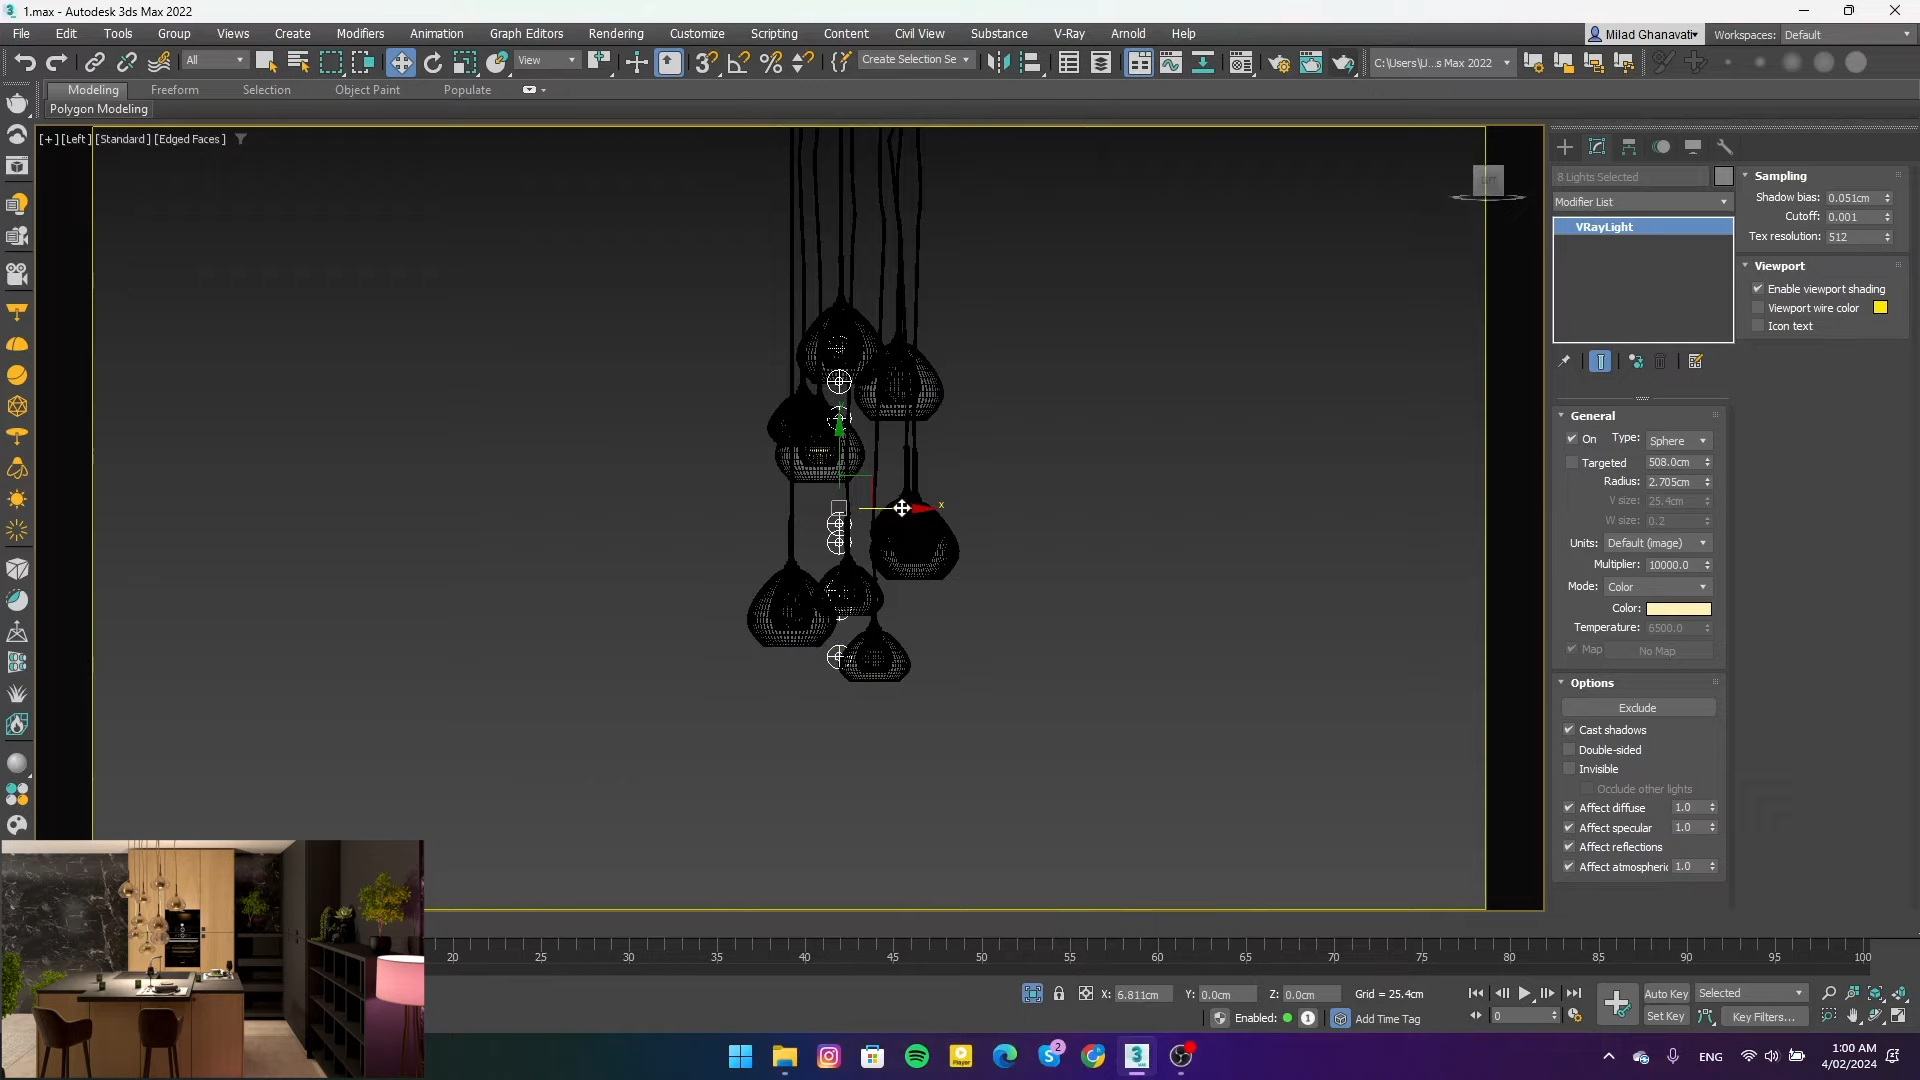 1.max - Autodesk 3ds Max 2022
File Edit Tools Group Views Create Modifiers Animation Graph Editors Rendering Customize Scripting Content Civil View Substance V-Ray Arnold Help
Milad Ghanavati Workspaces: Default
All View Create Selection Se C:\Users\U...s Max 2022
Modeling Freeform Selection Object Paint Populate
Polygon Modeling
[+] [Left] [Standard] [Edged Faces]
LEFT
x
8 Lights Selected
Modifier List
VRayLight
Sampling
Shadow bias: 0.051cm
Cutoff: 0.001
Tex resolution: 512
Viewport
Enable viewport shading
Viewport wire color
Icon text
General
On Type: Sphere
Targeted 508.0cm
Radius: 2.705cm
V size: 25.4cm
W size: 0.2
Units: Default (image)
Multiplier: 10000.0
Mode: Color
Color:
Temperature: 6500.0
Map No Map
Options
Exclude
Cast shadows
Double-sided
Invisible
Occlude other lights
Affect diffuse 1.0
Affect specular 1.0
Affect reflections
Affect atmospheric 1.0
20 25 30 35 40 45 50 55 60 65 70 75 80 85 90 95 100
X: 6.811cm Y: 0.0cm Z: 0.0cm Grid = 25.4cm
Auto Key Selected
Enabled: 1 Add Time Tag
0 Set Key Key Filters...
Player
2
3
ENG
1:00 AM
4/02/2024